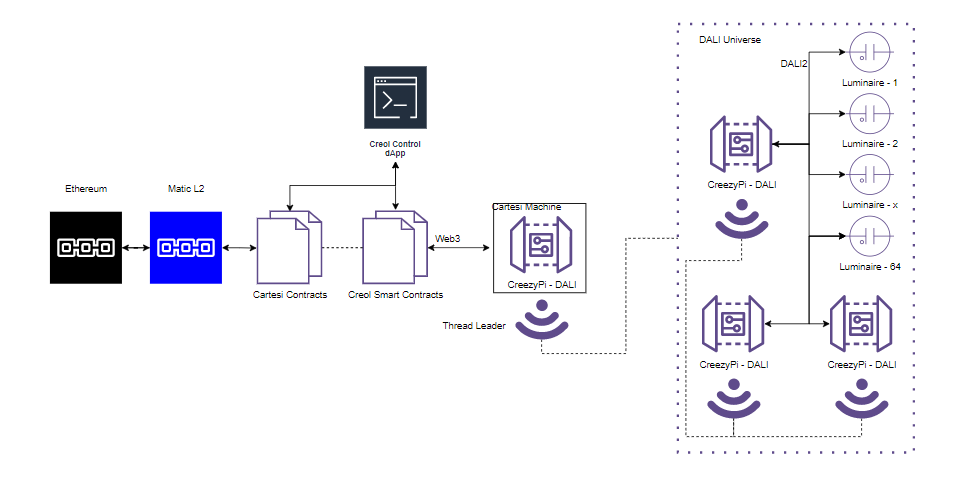 DALI Universe
DALI2
Luminaire - 1
Creol Control
dApp
Luminaire - 2
Ethereum
Matic L2
CreezyPi - DALI
Luminaire - x
Cartesi Machine
Web3
Luminaire - 64
CreezyPi - DALI
Cartesi Contracts
Creol Smart Contracts
Thread Leader
CreezyPi - DALI
CreezyPi - DALI